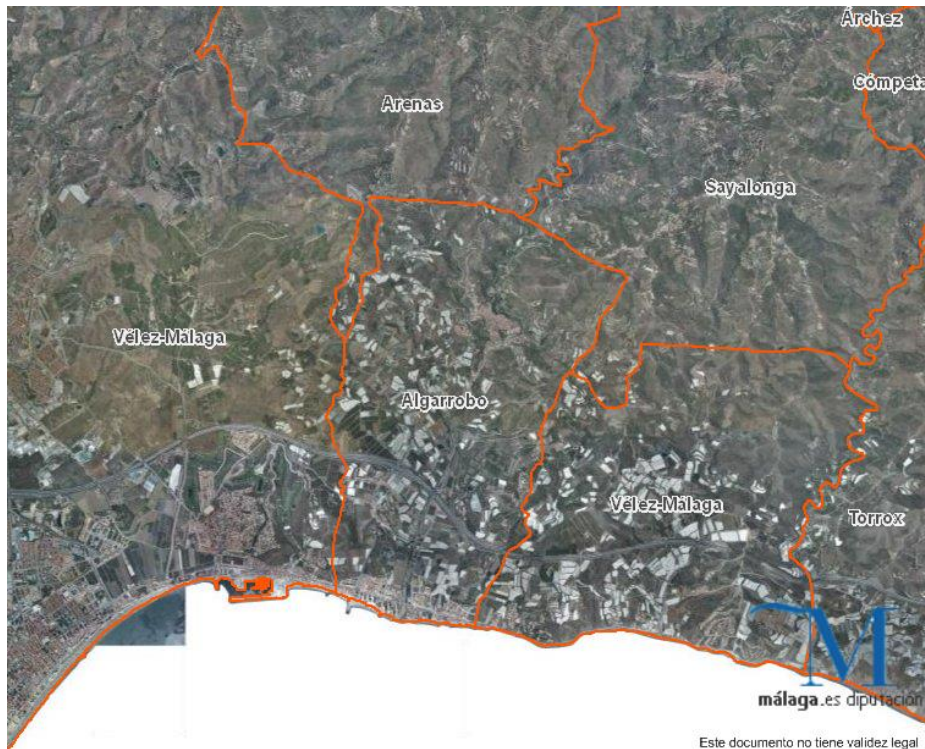 Árchez
Arenas
Cómpeta
Sayalonga
Vélez-Málaga
Algarrobo
Vélez-Málaga
Torrox
M
málaga.es diputación
Este documento no tiene validez legal